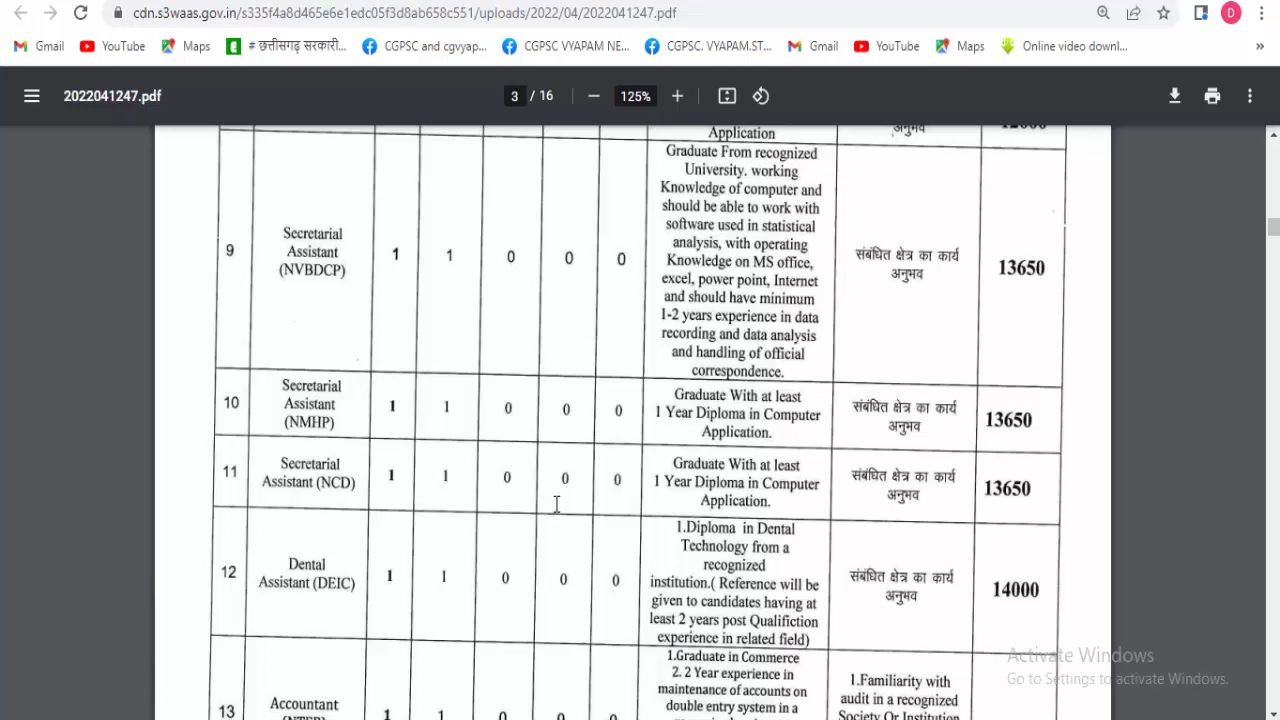 cdn.s3waas.gov.in/s335f4a8d465e6e1edc05f3d8ab658c551/uploads/2022/04/2022041247.pdf
D
Gmail
YouTube
Maps
# छत्तीसगढ़ सरकारी...
CGPSC and cgvyap...
CGPSC VYAPAM NE...
CGPSC. VYAPAM.ST...
Gmail
YouTube
Maps
Online video downl...
»
2022041247.pdf
3 / 16
125%
Application
अनुभव
9
Secretarial
Assistant
(NVBDCP)
1
1
0
0
0
Graduate From recognized
University. working
Knowledge of computer and
should be able to work with
software used in statistical
analysis, with operating
Knowledge on MS office,
excel, power point, Internet
and should have minimum
1-2 years experience in data
recording and data analysis
and handling of official
correspondence.
संबंधित क्षेत्र का कार्य
अनुभव
13650
10
Secretarial
Assistant
(NMHP)
1
1
0
0
0
Graduate With at least
1 Year Diploma in Computer
Application.
संबंधित क्षेत्र का कार्य
अनुभव
13650
11
Secretarial
Assistant (NCD)
1
1
0
0
0
Graduate With at least
1 Year Diploma in Computer
Application.
संबंधित क्षेत्र का कार्य
अनुभव
13650
12
Dental
Assistant (DEIC)
1
1
0
0
0
1.Diploma in Dental
Technology from a
recognized
institution.( Reference will be
given to candidates having at
least 2 years post Qualifiction
experience in related field)
संबंधित क्षेत्र का कार्य
अनुभव
14000
13
Accountant
1
1
0
0
0
1.Graduate in Commerce
2. 2 Year experience in
maintenance of accounts on
double entry system in a
1.Familiarity with
audit in a recognized
Society Or Institution
Activate Windows
Go to Settings to activate Windows.